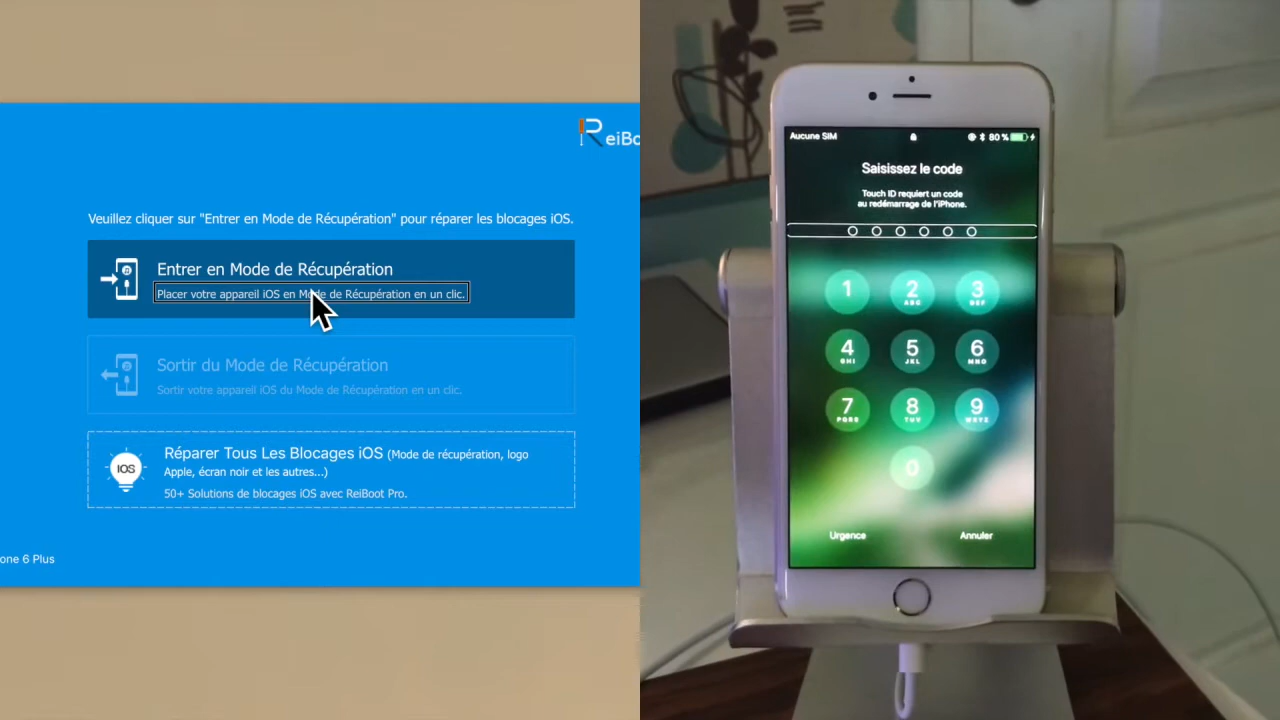 ReiBo
Veuillez cliquer sur "Entrer en Mode de Récupération" pour réparer les blocages iOS.
Entrer en Mode de Récupération
Placer votre appareil iOS en Mode de Récupération en un clic.
Sortir du Mode de Récupération
Sortir votre appareil iOS du Mode de Récupération en un clic.
iOS
Réparer Tous Les Blocages iOS (Mode de récupération, logo
Apple, écran noir et les autres...)
50+ Solutions de blocages iOS avec ReiBoot Pro.
one 6 Plus
Aucune SIM 80 %
Saisissez le code
Touch ID requiert un code
au redémarrage de l'iPhone.
1 2 3
ABC DEF
4 5 6
GHI JKL MNO
7 8 9
PQRS TUV WXYZ
0
Urgence Annuler